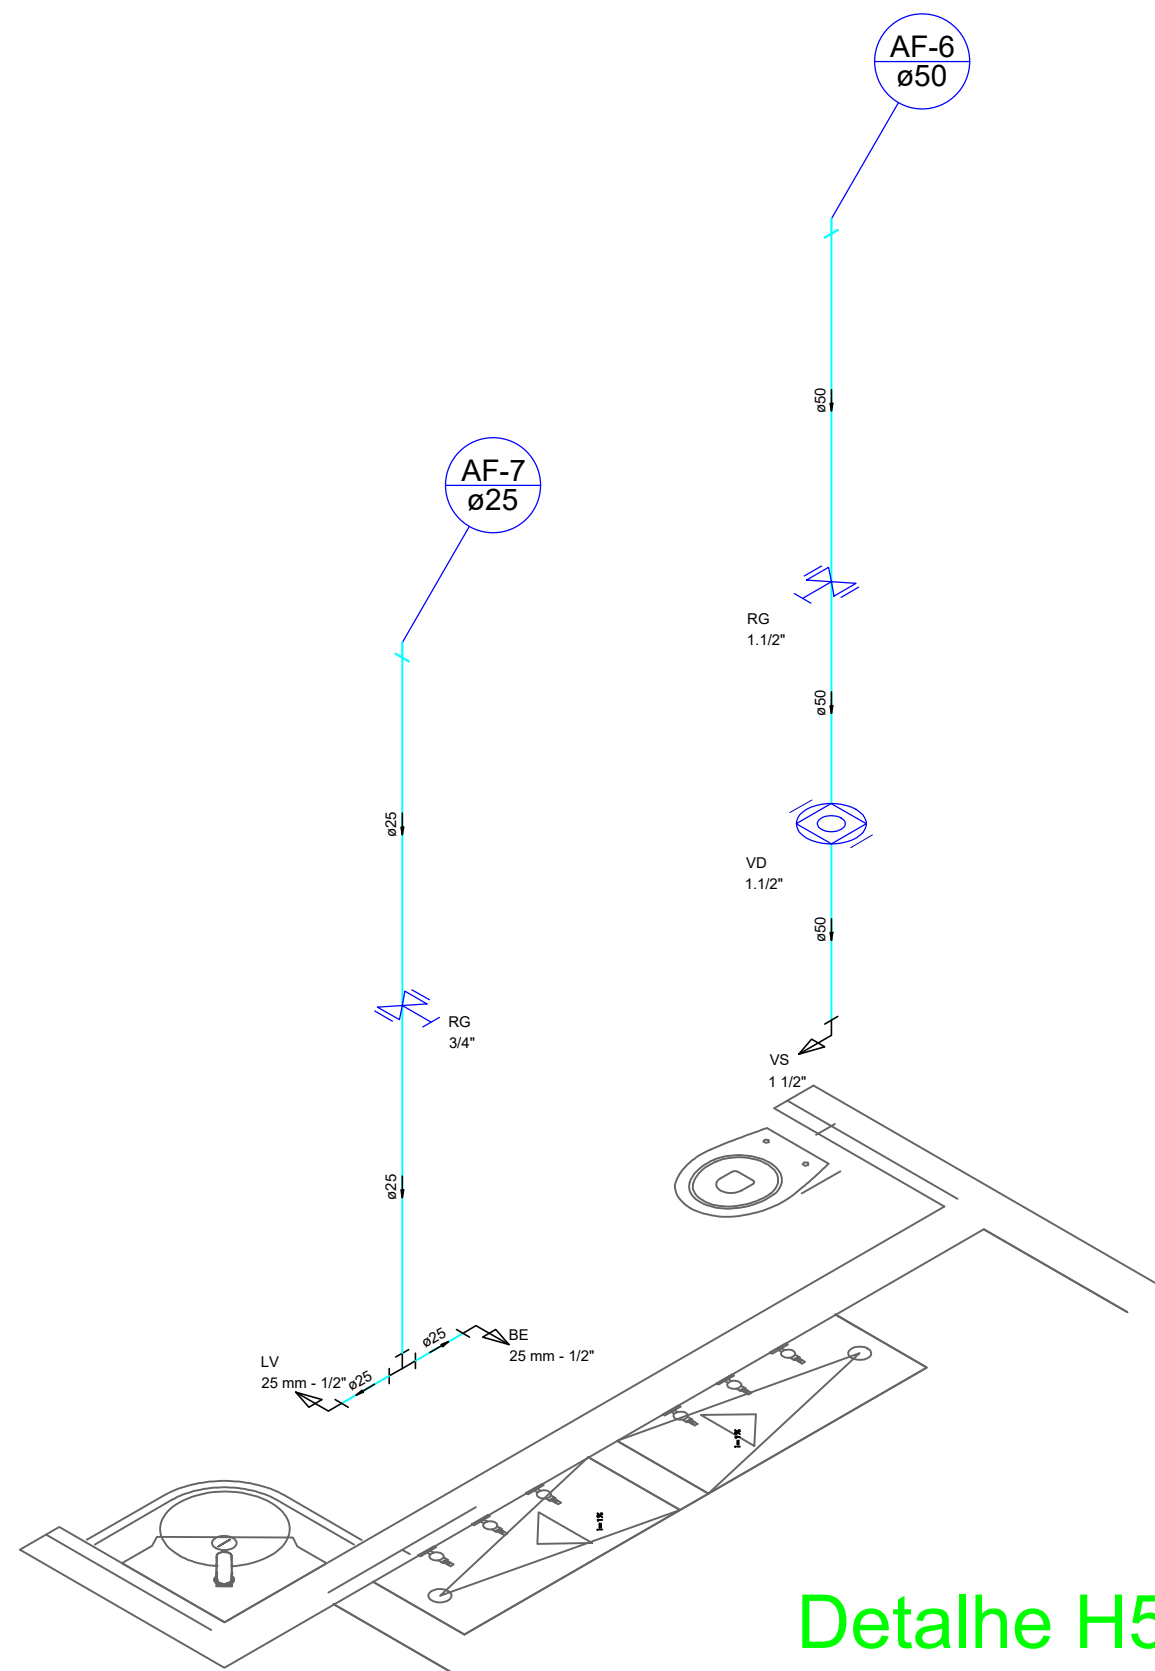 AF-6
ø50
ø50
AF-7
ø25
RG
1.1/2"
ø50
ø25
VD
1.1/2"
ø50
RG
3/4"
VS
1 1/2"
ø25
ø25
BE
25 mm - 1/2"
LV
25 mm - 1/2"
ø25
i=1%
i=1%
Detalhe H5